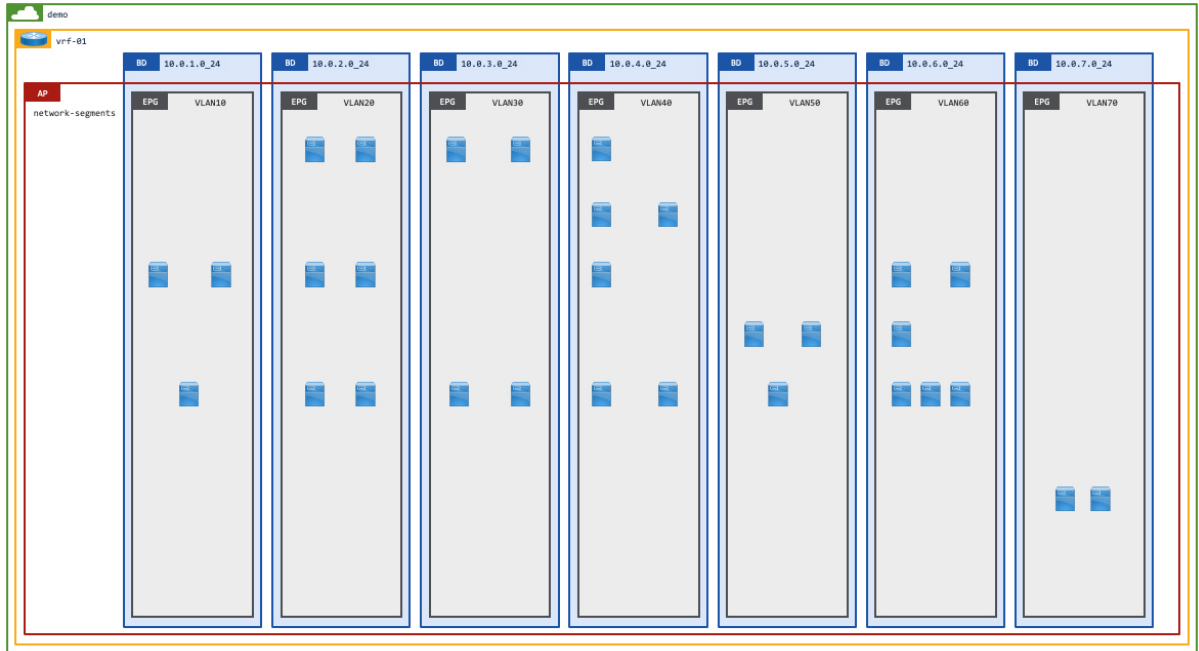 demo
vrf-01
BD 10.0.1.0_24
BD 10.0.2.0_24
BD 10.0.3.0_24
BD 10.0.4.0_24
BD 10.0.5.0_24
BD 10.0.6.0_24
BD 10.0.7.0_24
AP
network-segments
EPG VLAN10
EPG VLAN20
EPG VLAN30
EPG VLAN40
EPG VLAN50
EPG VLAN60
EPG VLAN70